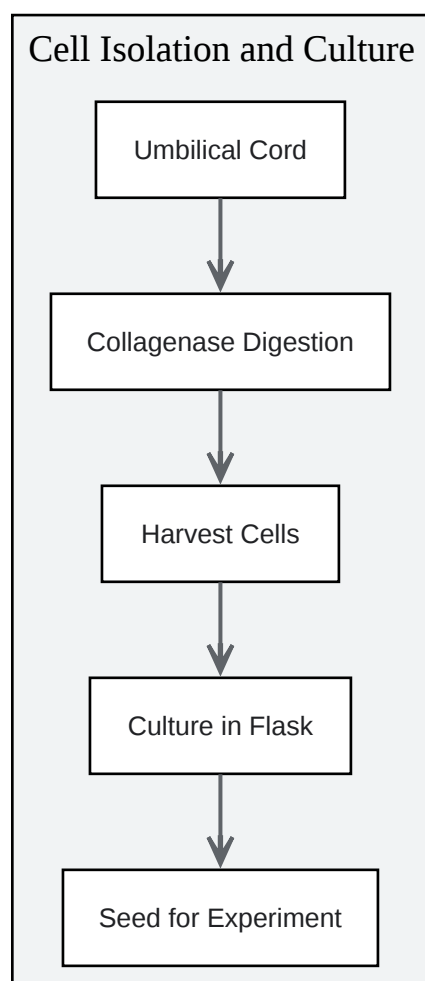 Cell Isolation and Culture
Umbilical Cord
Collagenase Digestion
Harvest Cells
Culture in Flask
Seed for Experiment